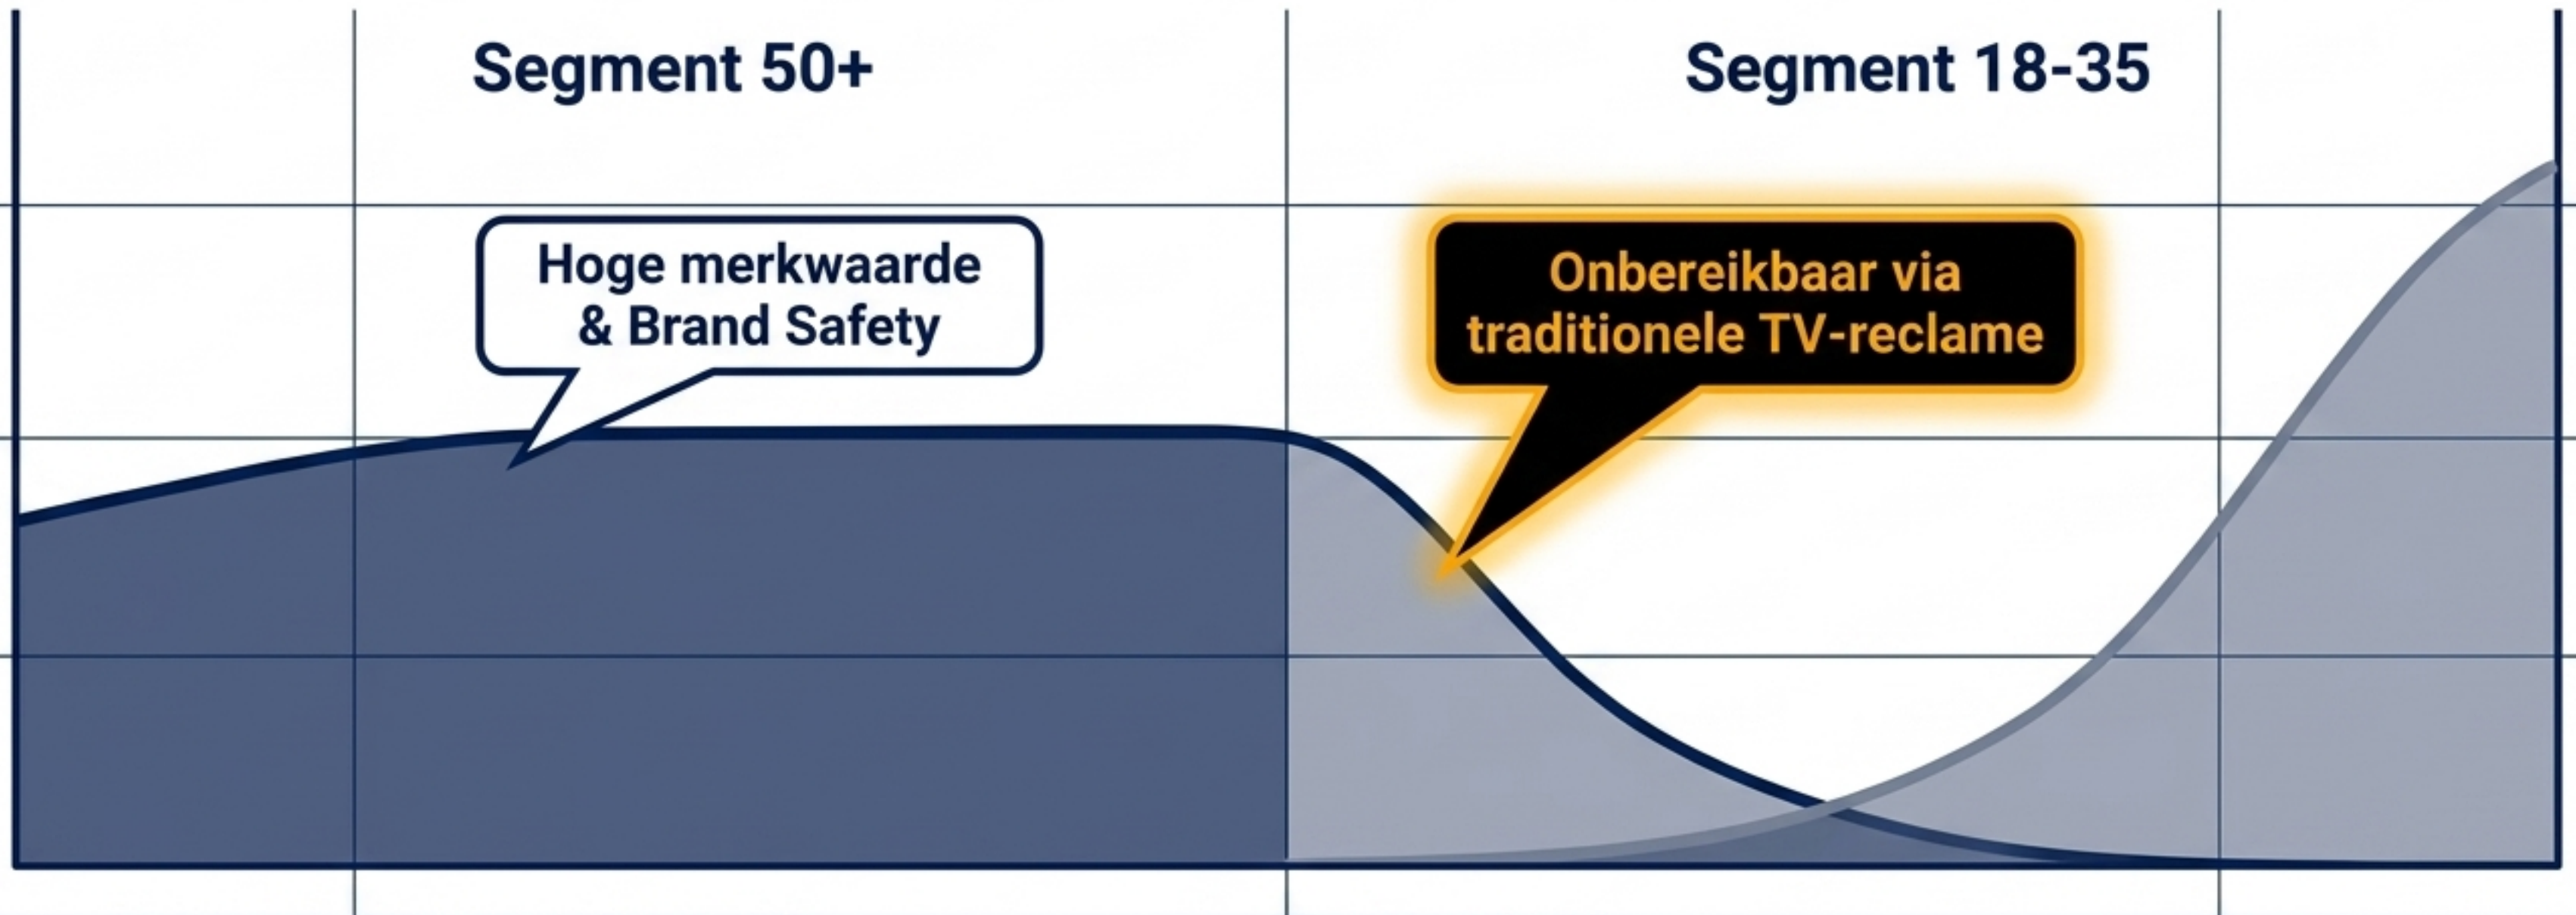 Segment 50+
Segment 18-35
Hoge merkwaarde
& Brand Safety
Onbereikbaar via
traditionele TV-reclame